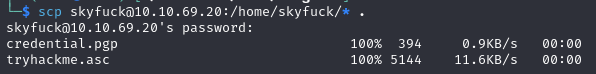 └─$ scp skyfuck@10.10.69.20:/home/skyfuck/* .
skyfuck@10.10.69.20's password:
credential.pgp 100% 394 0.9KB/s 00:00
tryhackme.asc 100% 5144 11.6KB/s 00:00